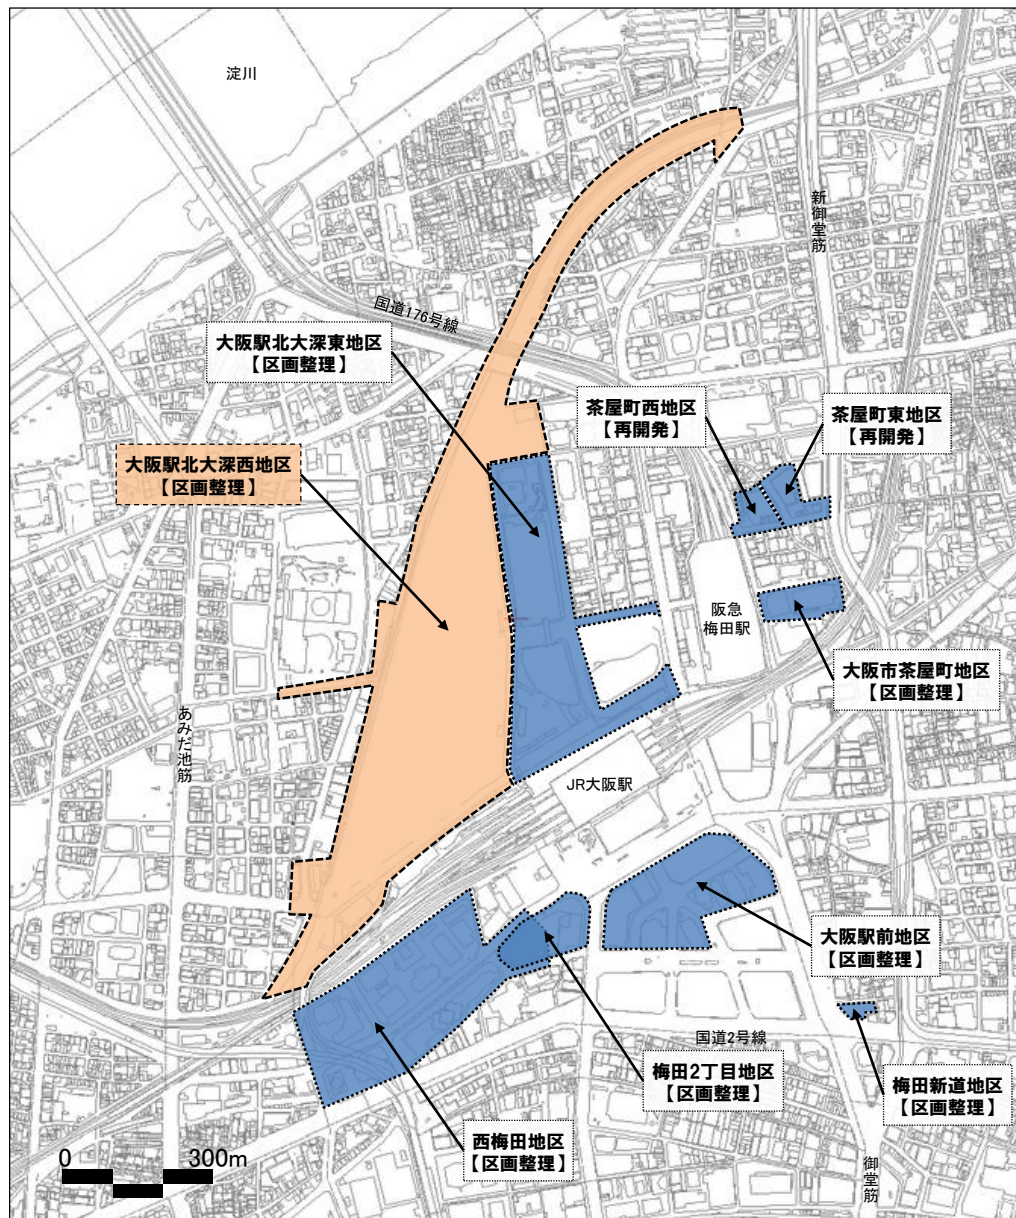 淀川
新御堂筋
国道176号線
大阪駅北大深東地区
【区画整理】
茶屋町西地区
【再開発】
茶屋町東地区
【再開発】
大阪駅北大深西地区
【区画整理】
阪急
梅田駅
大阪市茶屋町地区
【区画整理】
あみだ池筋
JR大阪駅
大阪駅前地区
【区画整理】
国道2号線
梅田2丁目地区
【区画整理】
梅田新道地区
【区画整理】
西梅田地区
【区画整理】
0 300m
御堂筋